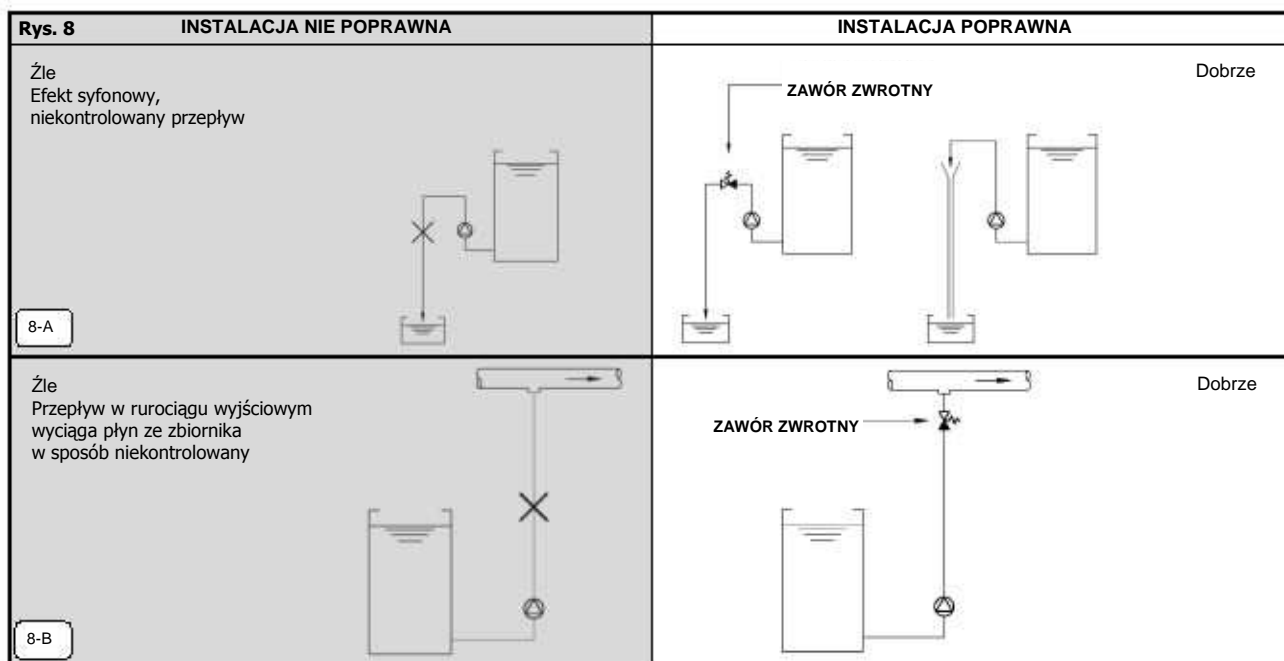 Rys. 8
INSTALACJA NIE POPRAWNA
INSTALACJA POPRAWNA
Źle
Efekt syfonowy,
niekontrolowany przepływ
8-A
ZAWÓR ZWROTNY
Dobrze
Źle
Przepływ w rurociągu wyjściowym
wyciąga płyn ze zbiornika
w sposób niekontrolowany
8-B
ZAWÓR ZWROTNY
Dobrze